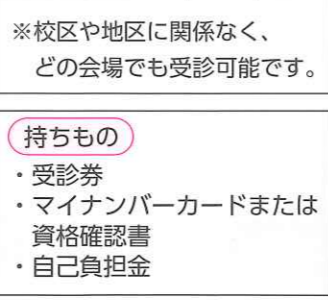 ※校区や地区に関係なく、
どの会場でも受診可能です。
持ちもの
・受診券
・マイナンバーカードまたは
資格確認書
・自己負担金